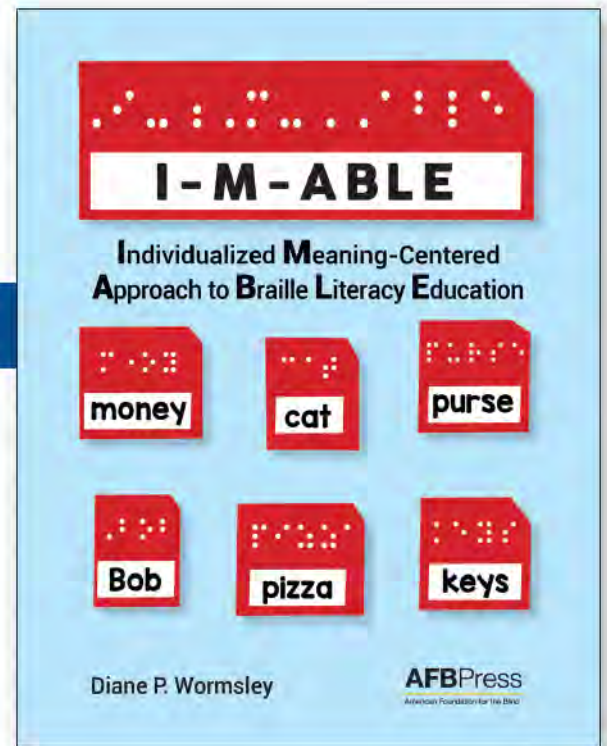 I-M-ABLE
Individualized Meaning-Centered
Approach to Braille Literacy Education
money
cat
purse
Bob
pizza
keys
Diane P. Wormsley
AFBPress
American Foundation for the Blind